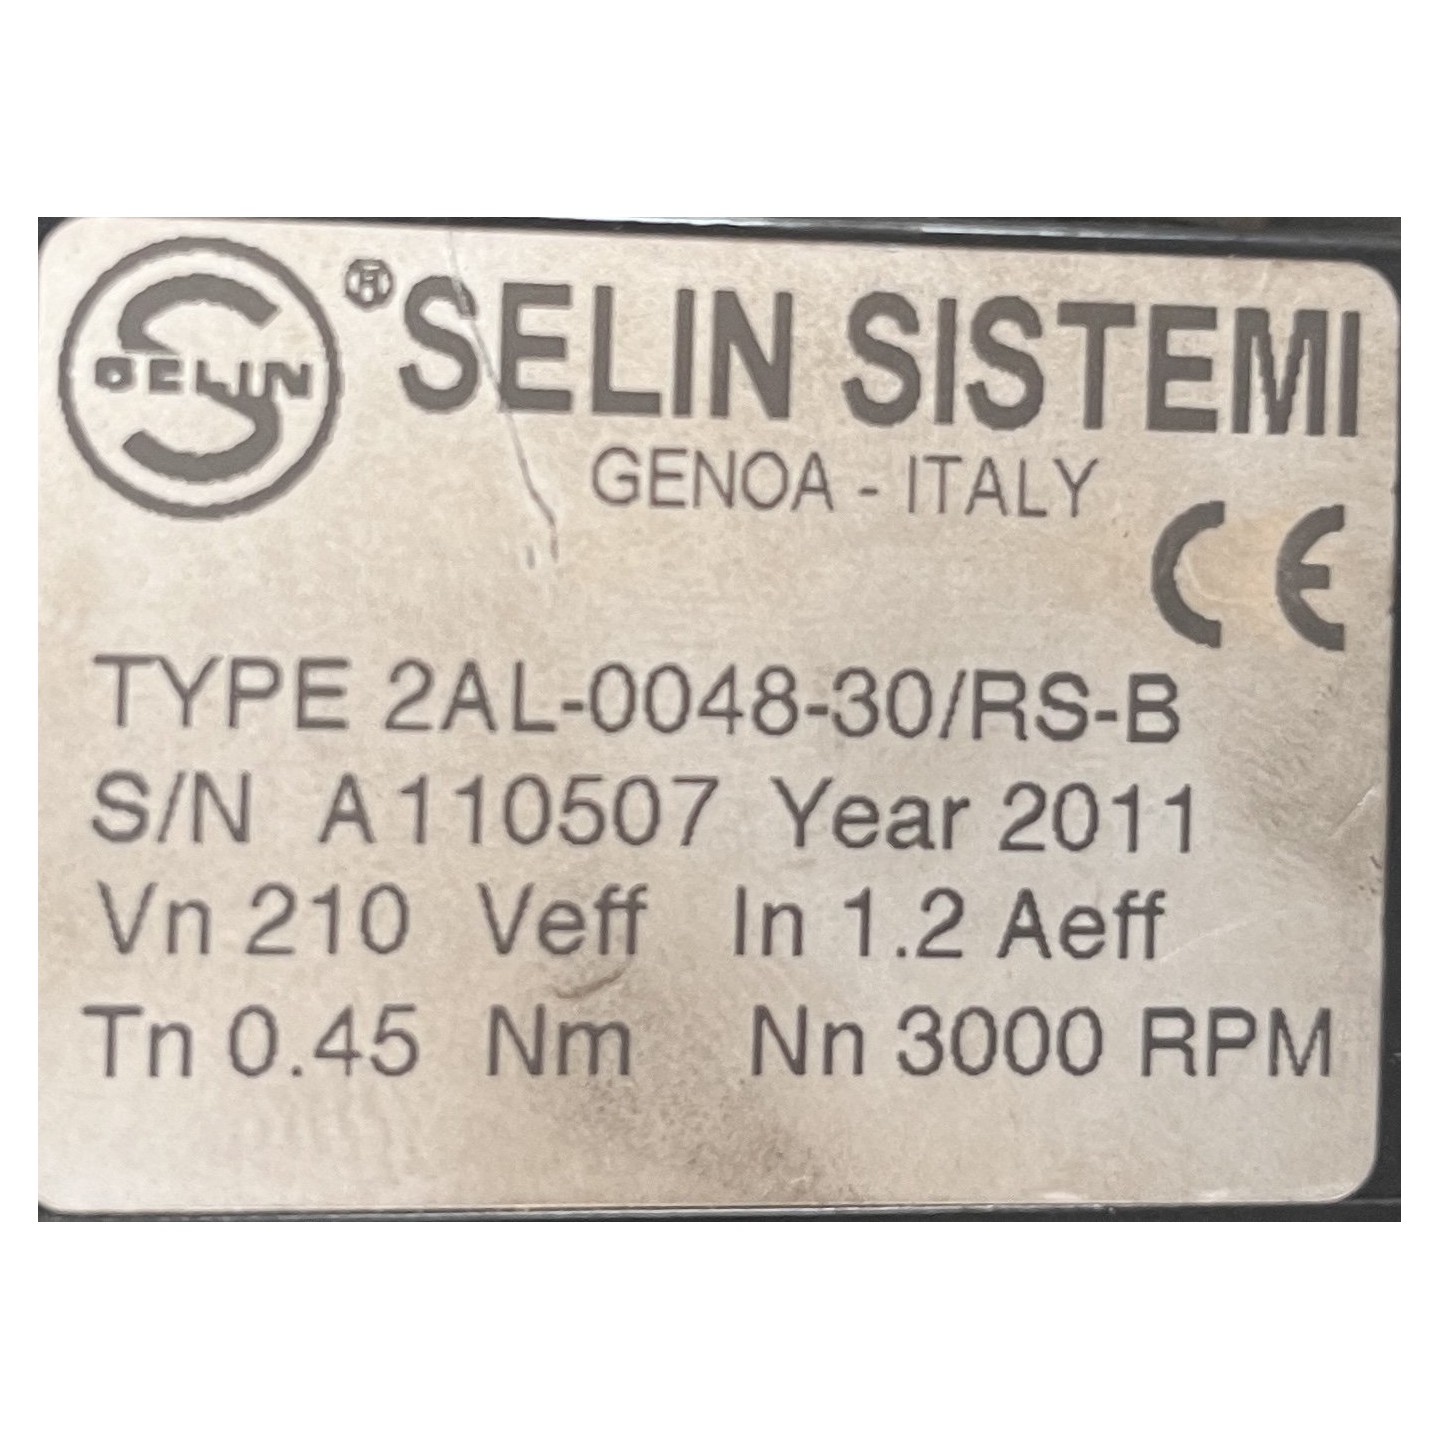 SELIN ® SELIN SISTEMI
GENOA - ITALY
CE
TYPE 2AL-0048-30/RS-B
S/N A110507 Year 2011
Vn 210 Veff In 1.2 Aeff
Tn 0.45 Nm Nn 3000 RPM